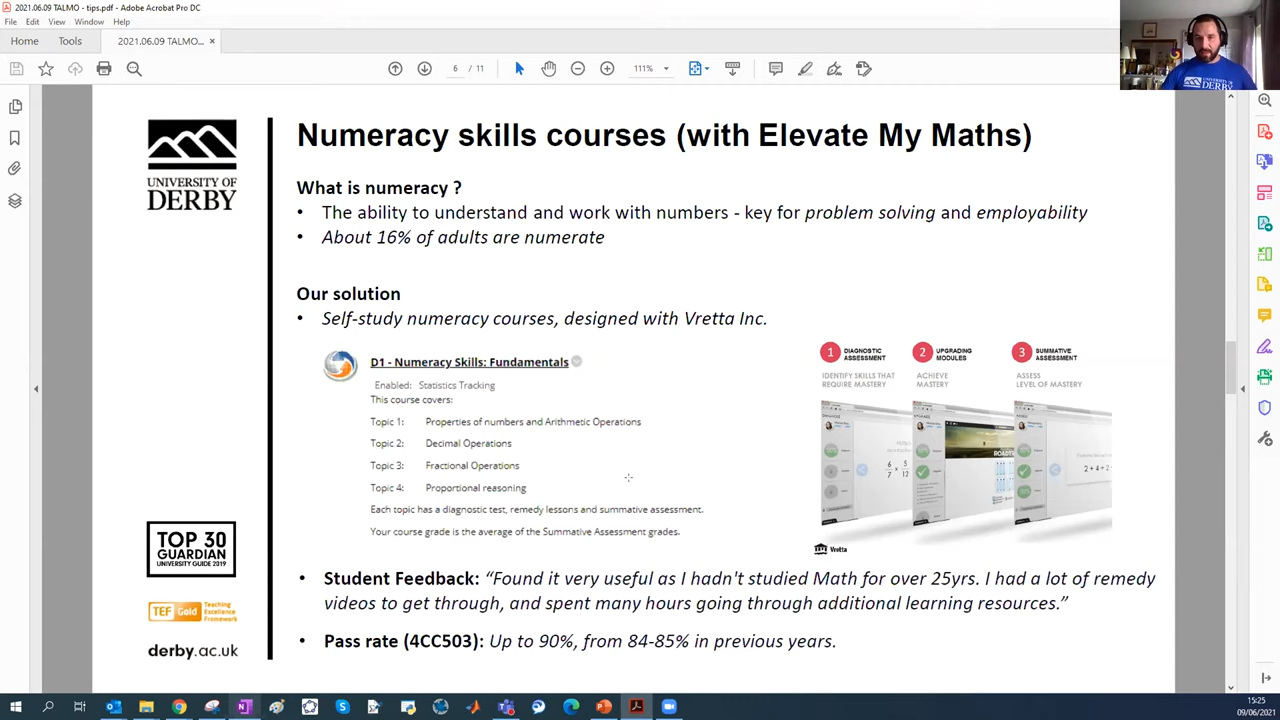 2021.06.09 TALMO - tips.pdf - Adobe Acrobat Pro DC
File Edit View Window Help
Home Tools 2021.06.09 TALMO... ×
6 / 11 111%
UNIVERSITY OF DERBY
Numeracy skills courses (with Elevate My Maths)
UNIVERSITY OF
DERBY
What is numeracy ?
• The ability to understand and work with numbers - key for problem solving and employability
• About 16% of adults are numerate
Our solution
• Self-study numeracy courses, designed with Vretta Inc.
D1 - Numeracy Skills: Fundamentals
Enabled: Statistics Tracking
This course covers:
Topic 1: Properties of numbers and Arithmetic Operations
Topic 2: Decimal Operations
Topic 3: Fractional Operations
Topic 4: Proportional reasoning
Each topic has a diagnostic test, remedy lessons and summative assessment.
Your course grade is the average of the Summative Assessment grades.
1 DIAGNOSTIC ASSESSMENT
IDENTIFY SKILLS THAT
REQUIRE MASTERY
2 UPGRADING MODULES
ACHIEVE
MASTERY
3 SUMMATIVE ASSESSMENT
ASSESS
LEVEL OF MASTERY
Vretta
TOP 30
GUARDIAN
UNIVERSITY GUIDE 2019
TEF Gold Teaching Excellence Framework
derby.ac.uk
• Student Feedback: “Found it very useful as I hadn't studied Math for over 25yrs. I had a lot of remedy
videos to get through, and spent many hours going through additional learning resources.”
• Pass rate (4CC503): Up to 90%, from 84-85% in previous years.
15:25
09/06/2021